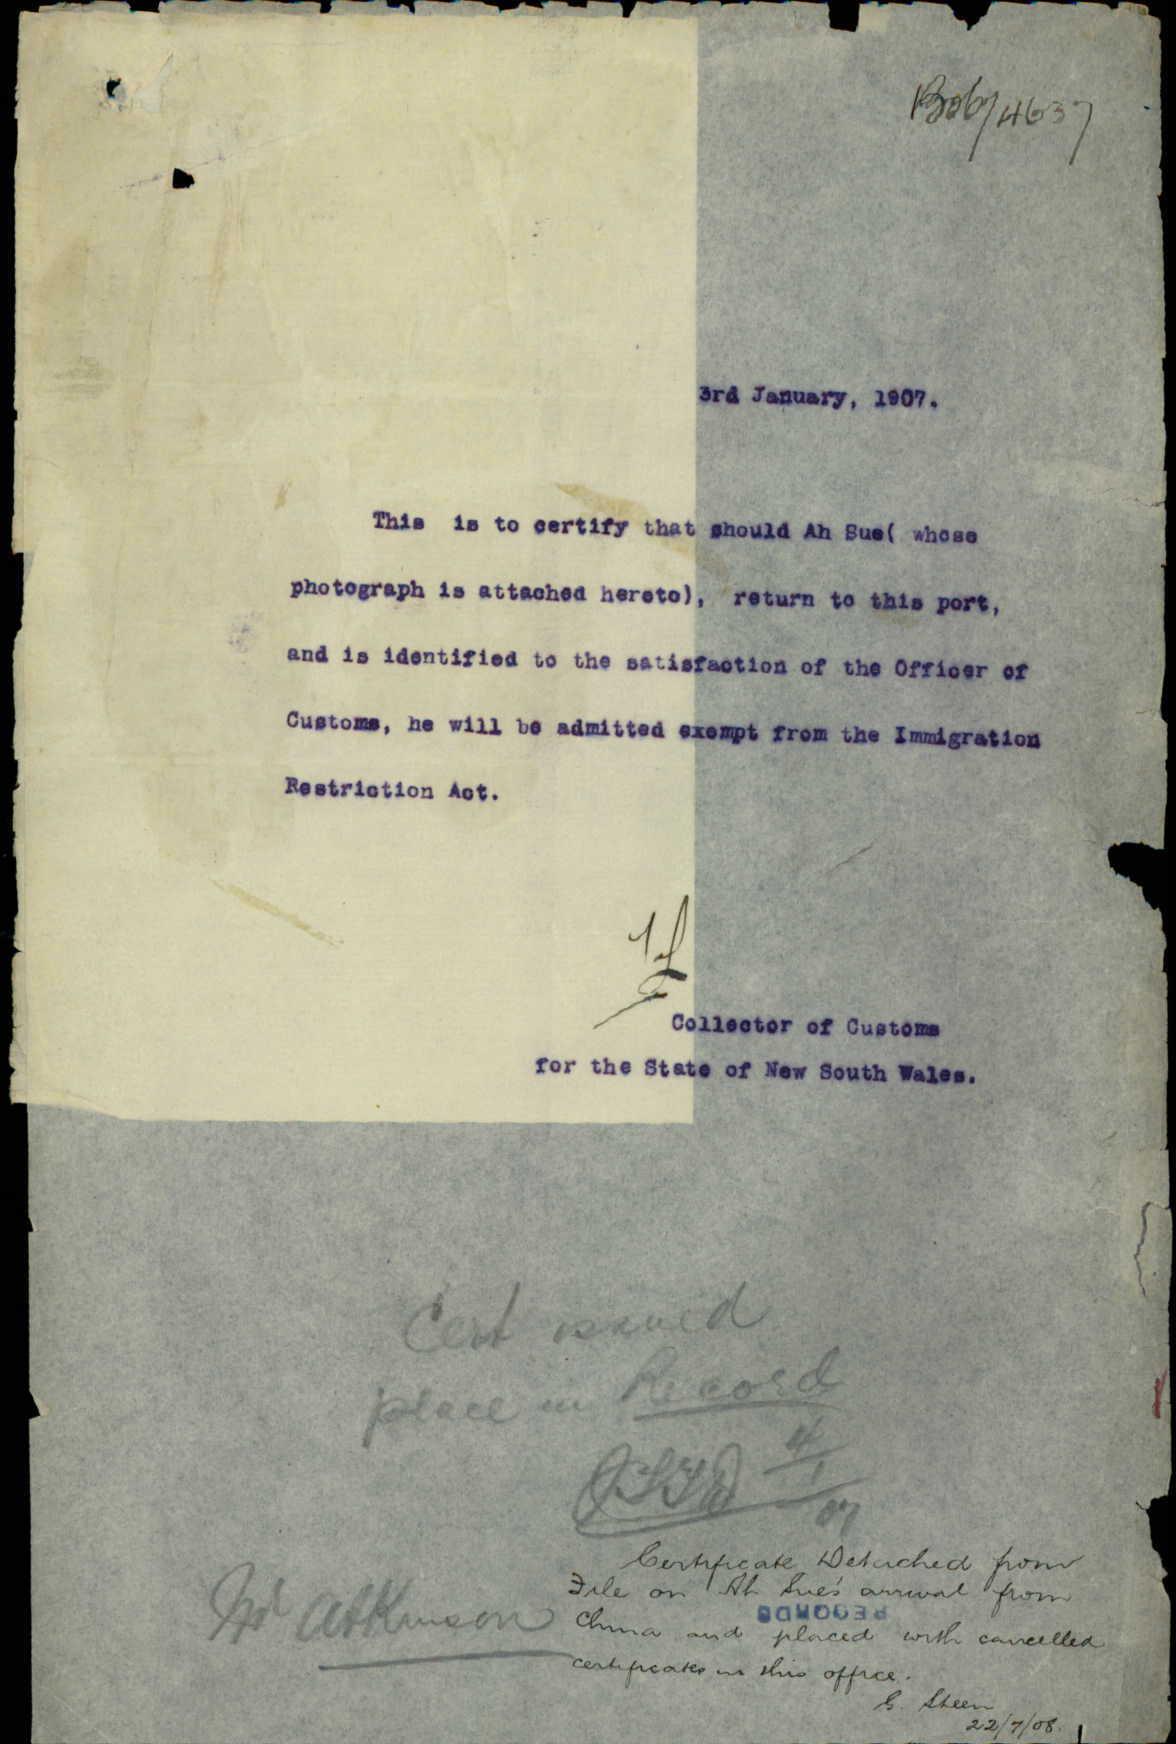 3rd January, 1907.
This is to certify that should Ah Sue( whose
photograph is attached hereto), return to this port,
and is identified to the satisfaction of the Officer of
Customs, he will be admitted exempt from the Immigration
Restriction Act.
Collector of Customs
for the State of New South Wales.
Cert issued
place in Record
4/1/07
Certificate Detached from
File on Ah Sue's arrival from
RECORDS
China and placed with cancelled
certificates in this office.
Mr Atkinson
G. Steen
22/7/08.